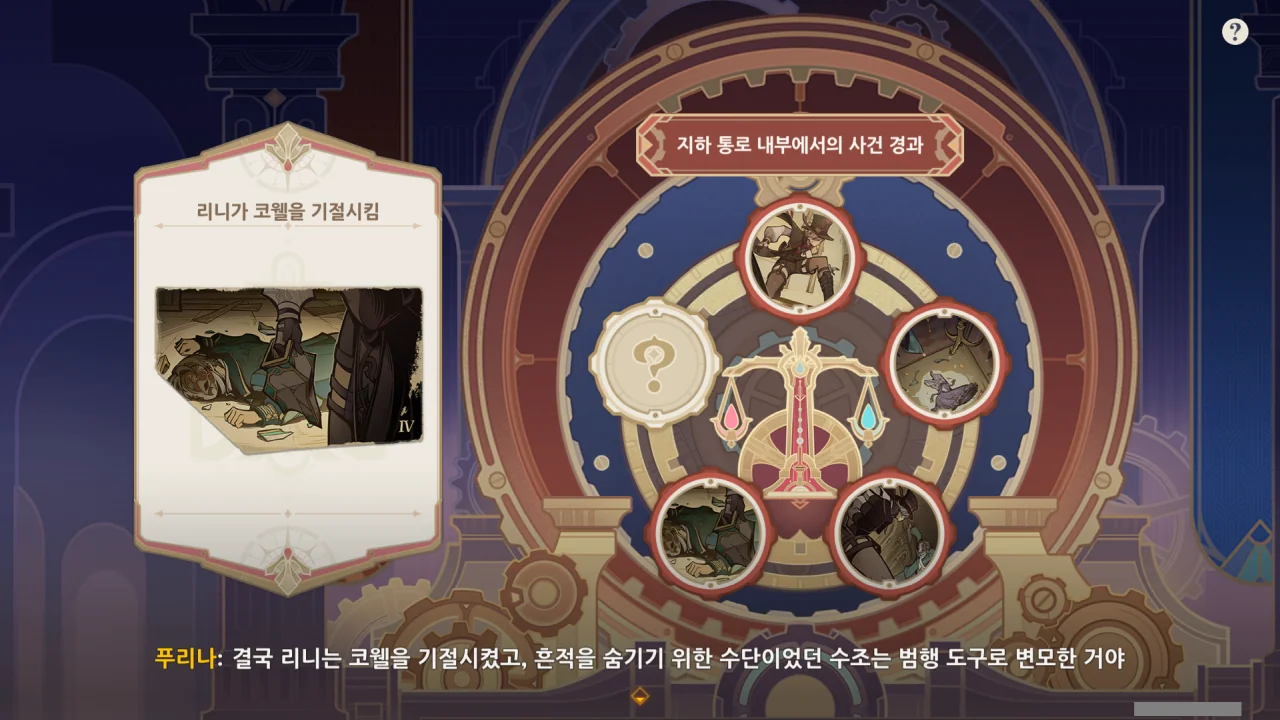 ?
지하 통로 내부에서의 사건 경과
리니가 코웰을 기절시킴
IV
?
푸리나: 결국 리니는 코웰을 기절시켰고, 흔적을 숨기기 위한 수단이었던 수조는 범행 도구로 변모한 거야